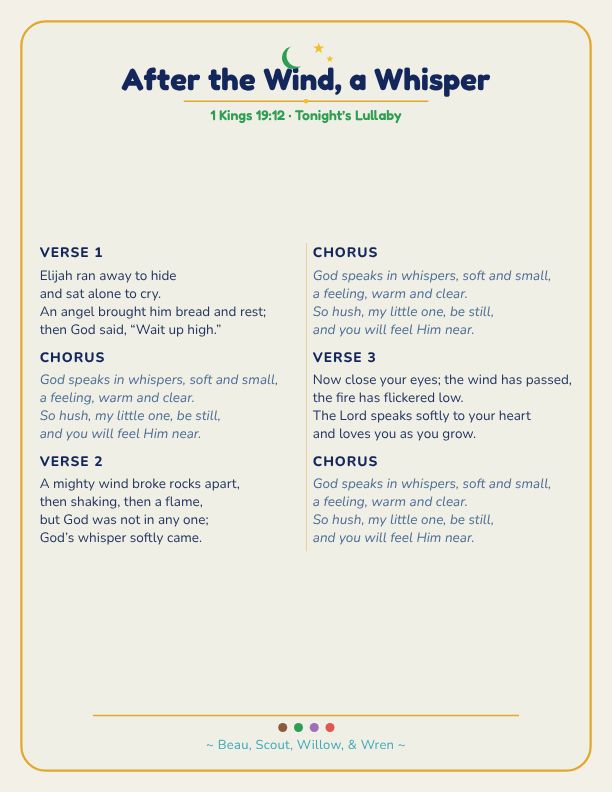 After the Wind, a Whisper
1 Kings 19:12 · Tonight's Lullaby
VERSE 1
Elijah ran away to hide
and sat alone to cry.
An angel brought him bread and rest;
then God said, “Wait up high.”
CHORUS
God speaks in whispers, soft and small,
a feeling, warm and clear.
So hush, my little one, be still,
and you will feel Him near.
VERSE 2
A mighty wind broke rocks apart,
then shaking, then a flame,
but God was not in any one;
God’s whisper softly came.
CHORUS
God speaks in whispers, soft and small,
a feeling, warm and clear.
So hush, my little one, be still,
and you will feel Him near.
VERSE 3
Now close your eyes; the wind has passed,
the fire has flickered low.
The Lord speaks softly to your heart
and loves you as you grow.
CHORUS
God speaks in whispers, soft and small,
a feeling, warm and clear.
So hush, my little one, be still,
and you will feel Him near.
~ Beau, Scout, Willow, & Wren ~